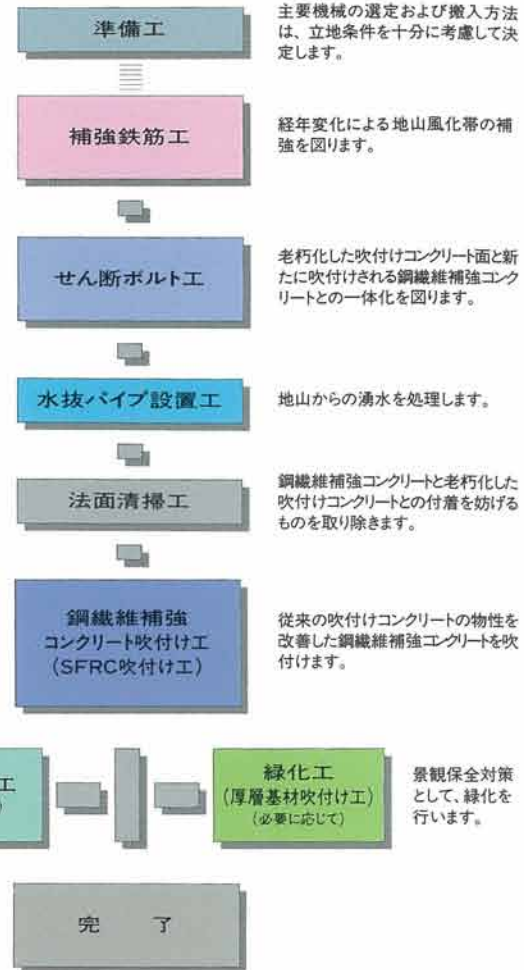 準備工
主要機械の選定および搬入方法
は、立地条件を十分に考慮して決
定します。
補強鉄筋工
経年変化による地山風化帯の補
強を図ります。
せん断ボルト工
老朽化した吹付けコンクリート面と新
たに吹付けされる鋼繊維補強コンク
リートとの一体化を図ります。
水抜パイプ設置工
地山からの湧水を処理します。
法面清掃工
鋼繊維補強コンクリートと老朽化した
吹付けコンクリートとの付着を妨げる
ものを取り除きます。
鋼繊維補強
コンクリート吹付け工
(SFRC吹付け工)
従来の吹付けコンクリートの物性を
改善した鋼繊維補強コンクリートを吹
付けます。
工
)
緑化工
(厚層基材吹付け工)
(必要に応じて)
景観保全対策
として、緑化を
行います。
完 了